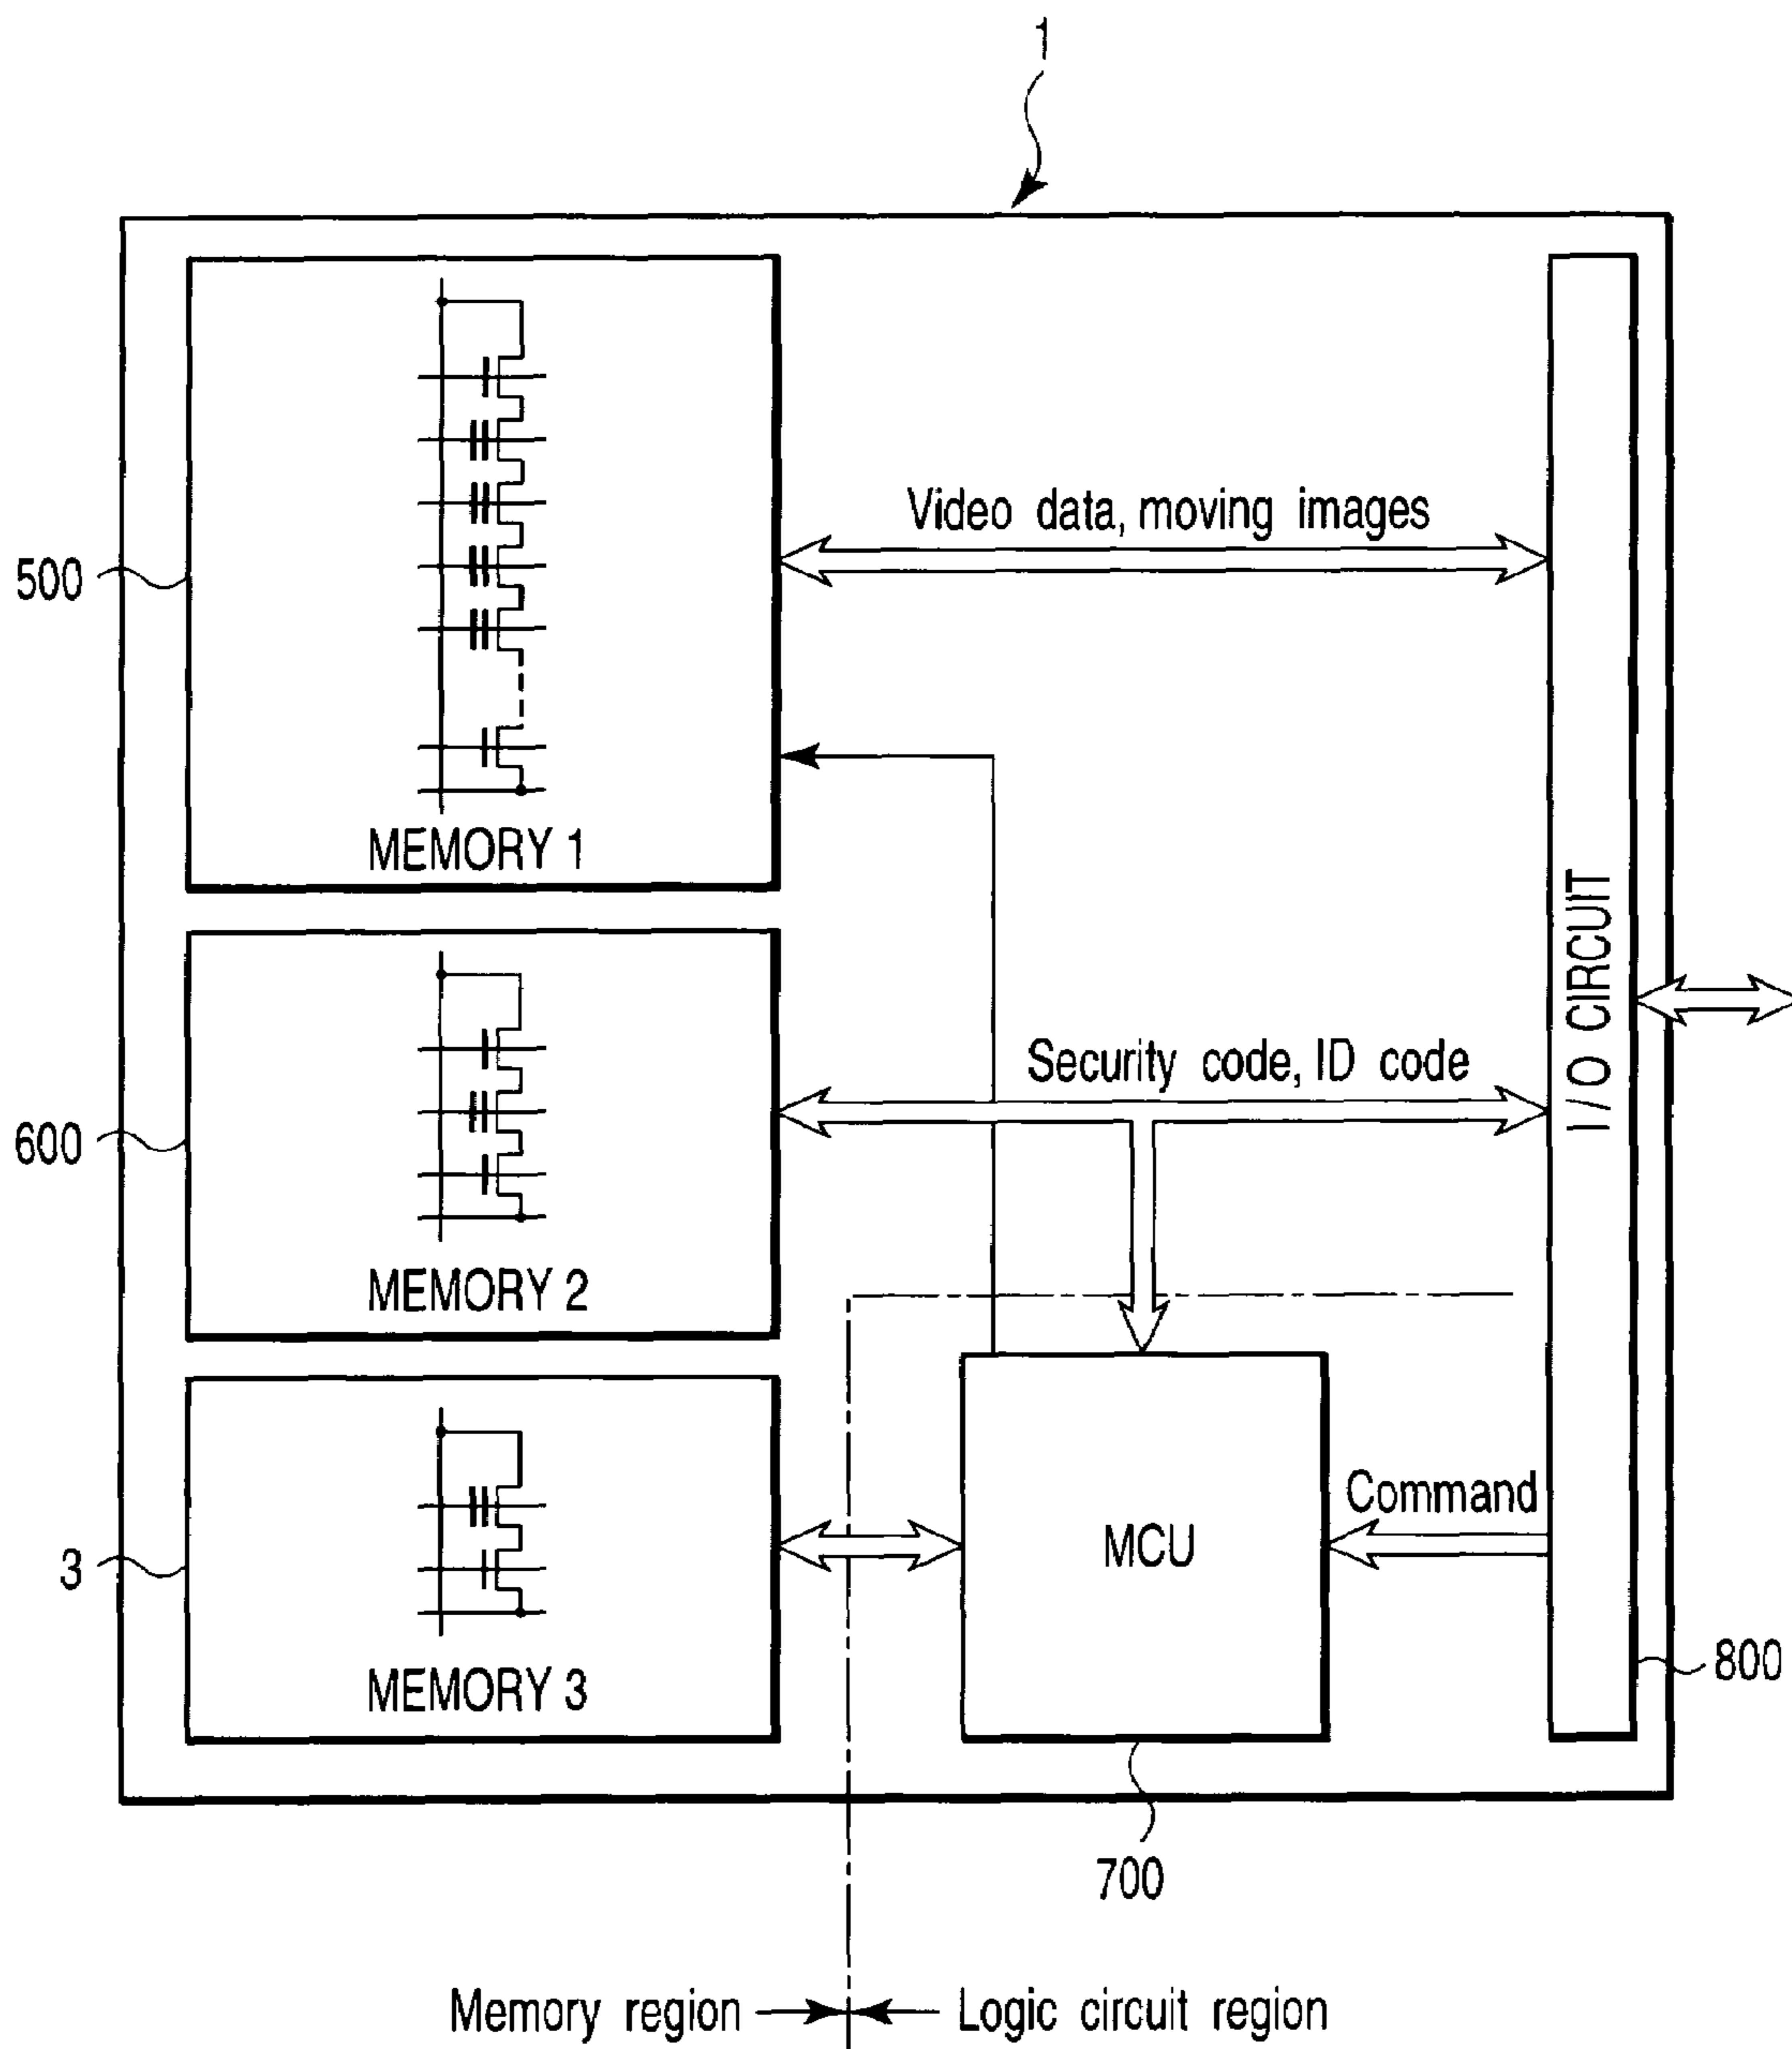 1
500
Video data, moving images
MEMORY 1
600
Security code, ID code
I/O CIRCUIT
MEMORY 2
3
MCU
Command
MEMORY 3
800
700
Memory region
Logic circuit region